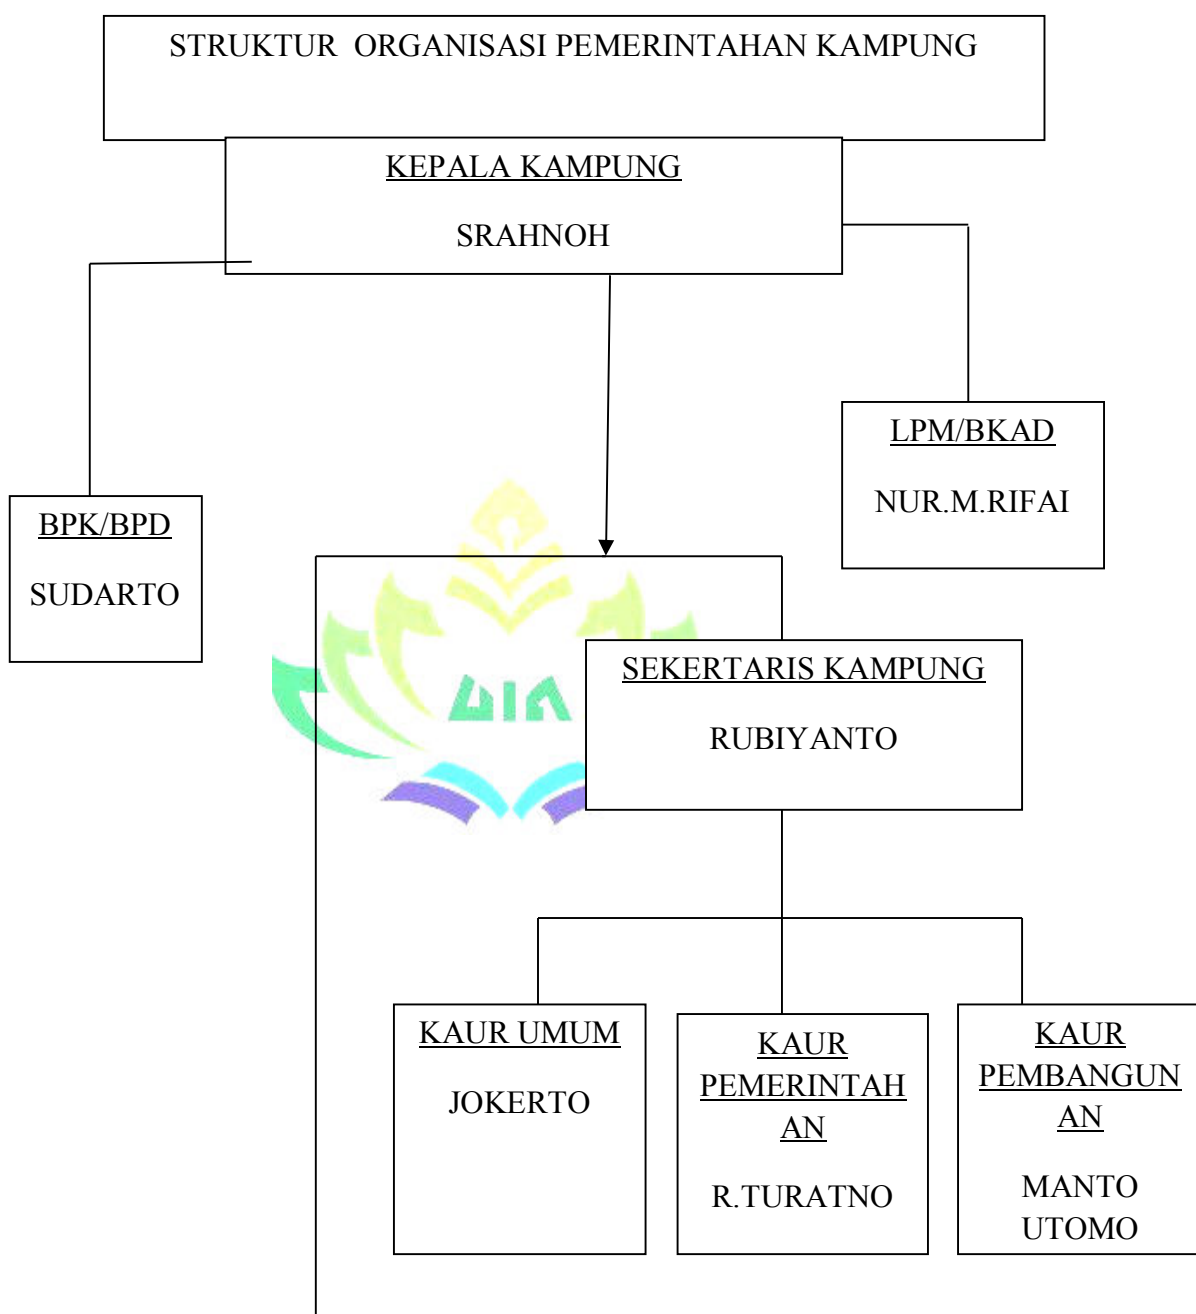 STRUKTUR ORGANISASI PEMERINTAHAN KAMPUNG
KEPALA KAMPUNG
SRAHNOH
LPM/BKAD
NUR.M.RIFAI
BPK/BPD
SUDARTO
SEKERTARIS KAMPUNG
RUBIYANTO
KAUR UMUM
JOKERTO
KAUR
PEMERINTAH
AN
R.TURATNO
KAUR
PEMBANGUN
AN
MANTO
UTOMO